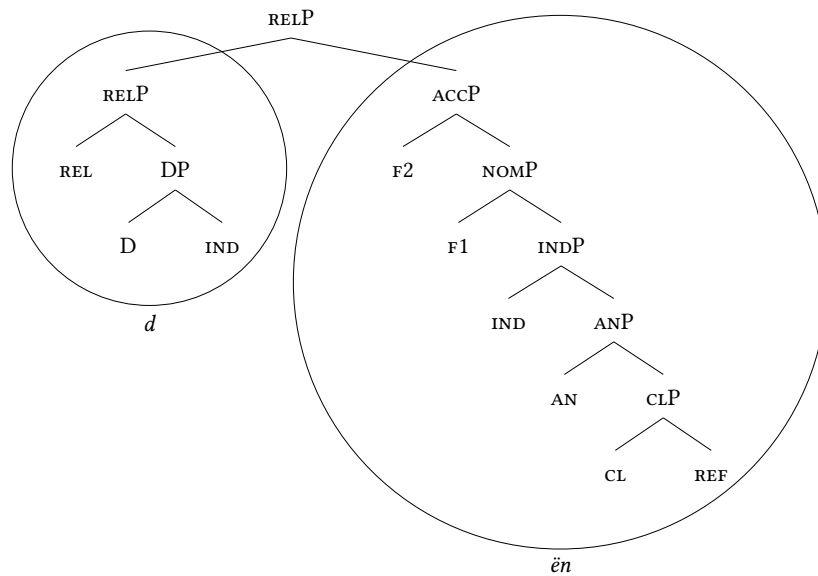 RELP
RELP ACCP
REL DP F2 NOMP
D IND F1 INDP
d IND ANP
AN CLP
CL REF
ën